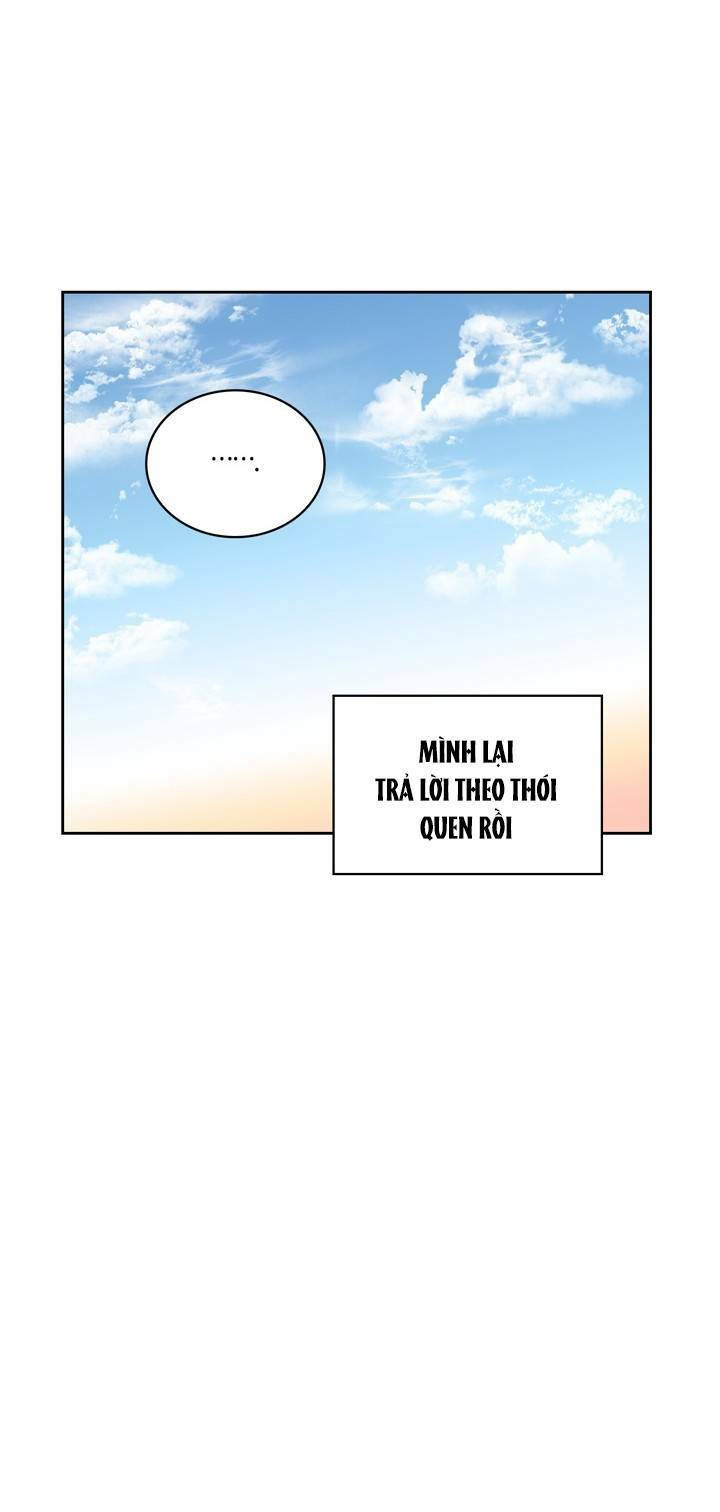 .......
MÌNH LẠI
TRẢ LỜI THEO THÓI
QUEN RỒI